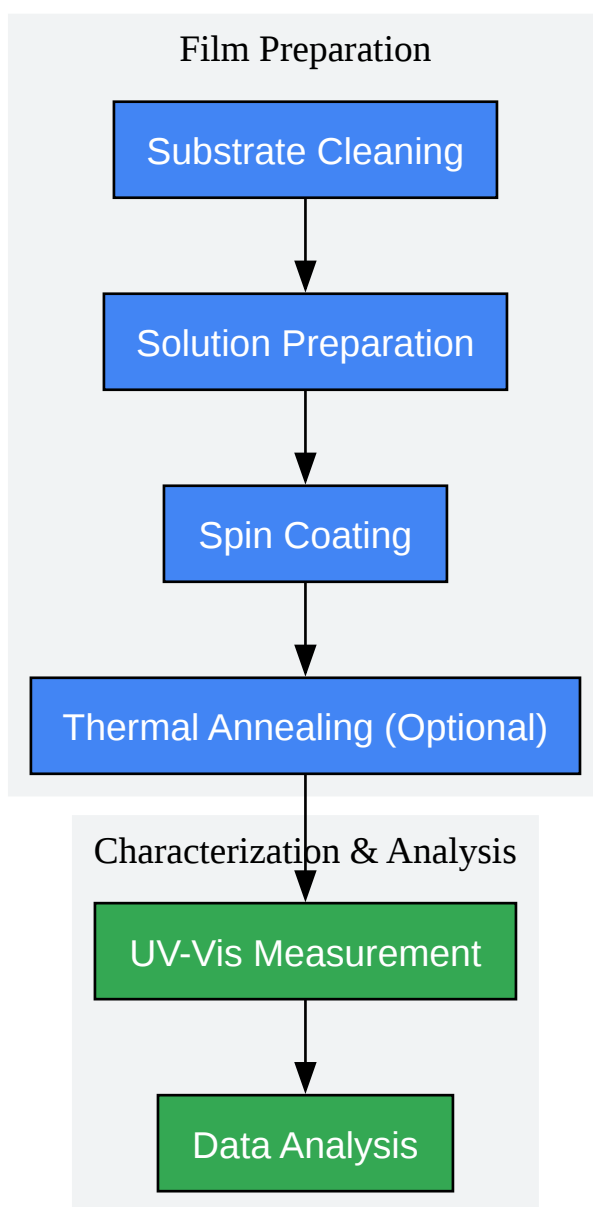 Film Preparation
Substrate Cleaning
Solution Preparation
Spin Coating
Thermal Annealing (Optional)
Characterization & Analysis
UV-Vis Measurement
Data Analysis